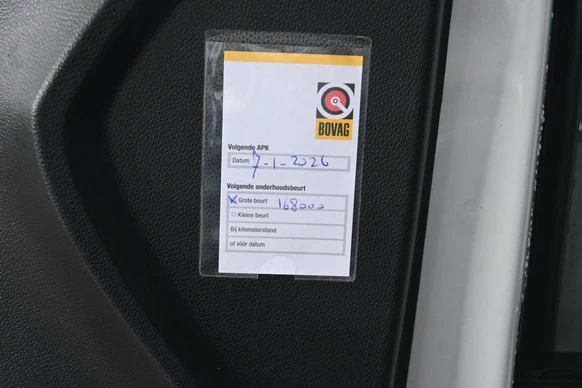 BOVAG
Volgende APK
Datum 7-1-2026
Volgende onderhoudsbeurt
X Grote beurt 168000
Kleine beurt
Bij kilometerstand
of vóór datum